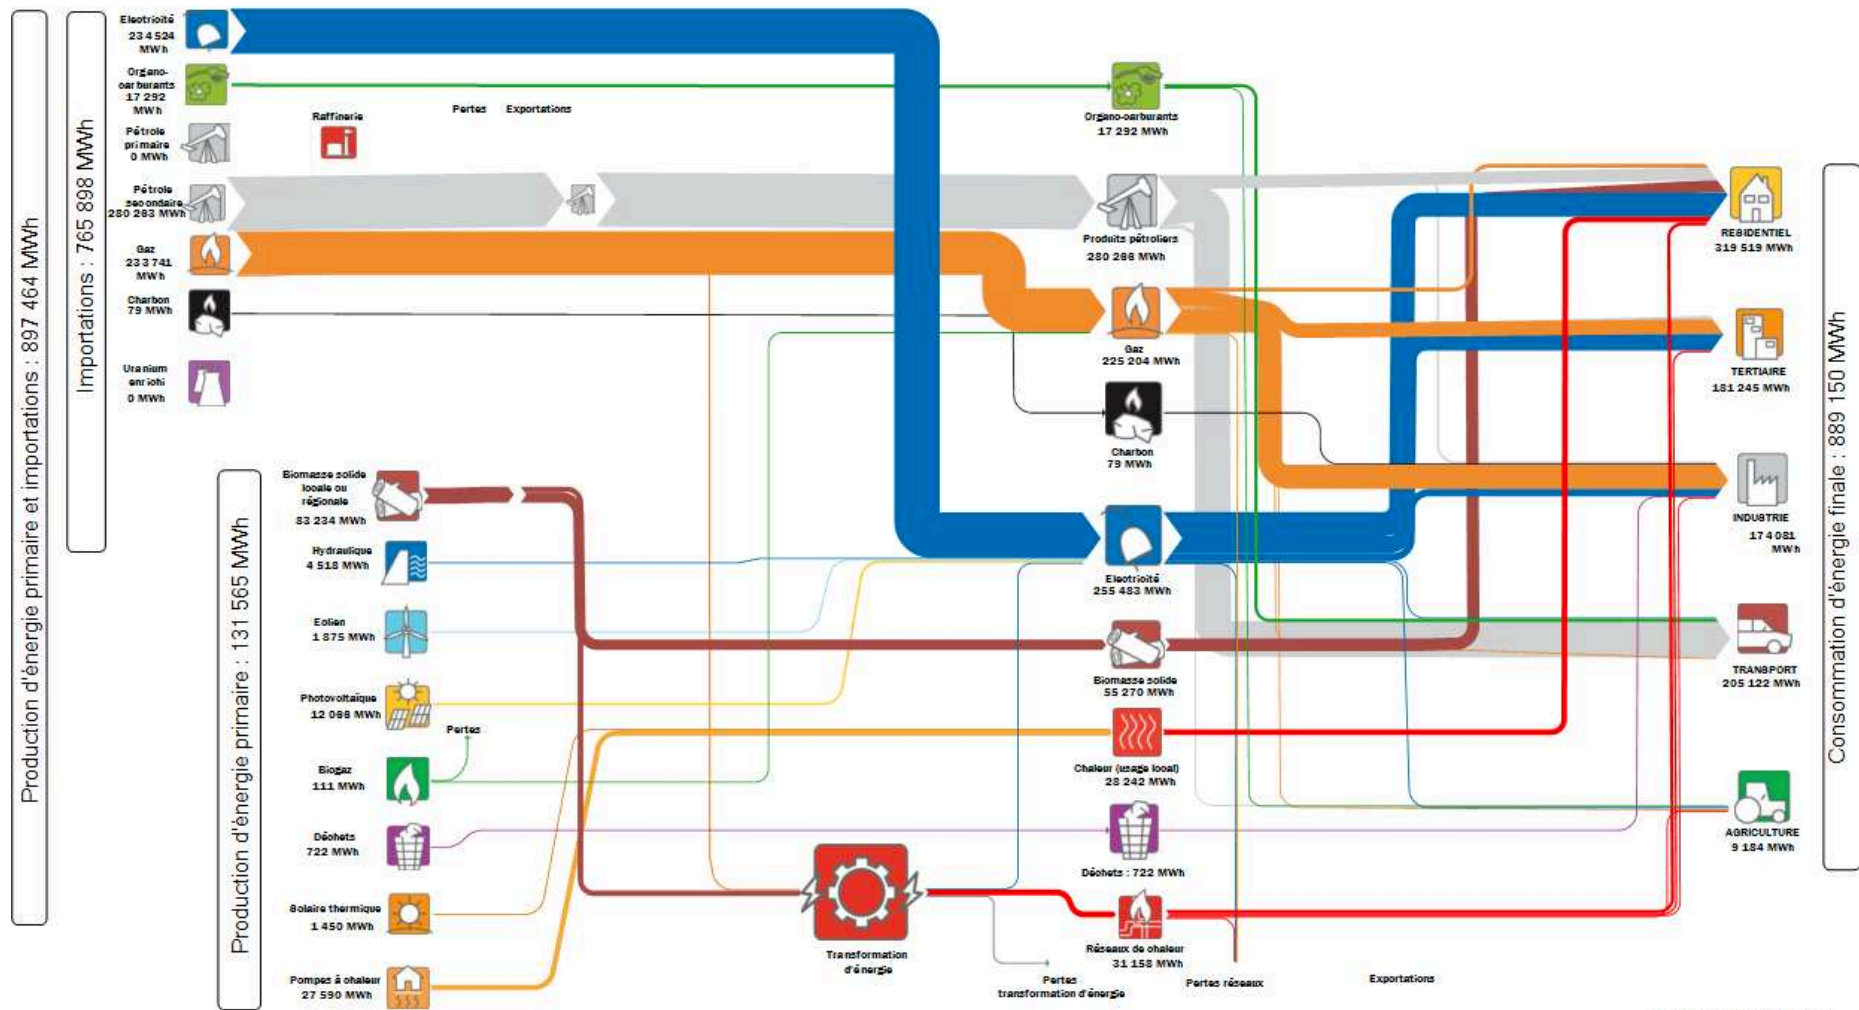 Production d'énergie primaire et importations : 897 464 MWh
Importations : 765 898 MWh
Electricité
234 524
MWh
Organo-
carburants
17 292
MWh
Pétrole
primaire
0 MWh
Pétrole
secondaire
280 263 MWh
Gaz
233 741
MWh
Charbon
79 MWh
Uranium
enrichi
0 MWh
Raffinerie
Pertes
Exportations
Production d'énergie primaire : 131 565 MWh
Biomasse solide
locale ou
régionale
83 234 MWh
Hydraulique
4 518 MWh
Eolien
1 875 MWh
Photovoltaïque
12 066 MWh
Pertes
Biogaz
111 MWh
Déchets
722 MWh
Solaire thermique
1 450 MWh
Pompes à chaleur
27 590 MWh
Transformation
d'énergie
Organo-carburants
17 292 MWh
Produits pétroliers
280 266 MWh
Gaz
225 204 MWh
Charbon
79 MWh
Electricité
255 483 MWh
Biomasse solide
55 270 MWh
Chaleur (usage local)
28 242 MWh
Déchets : 722 MWh
Réseaux de chaleur
31 158 MWh
Pertes
transformation d'énergie
Pertes réseaux
Exportations
RESIDENTIEL
319 519 MWh
TERTIAIRE
181 245 MWh
INDUSTRIE
174 081
MWh
TRANSPORT
205 122 MWh
AGRICULTURE
9 184 MWh
Consommation d'énergie finale : 889 150 MWh